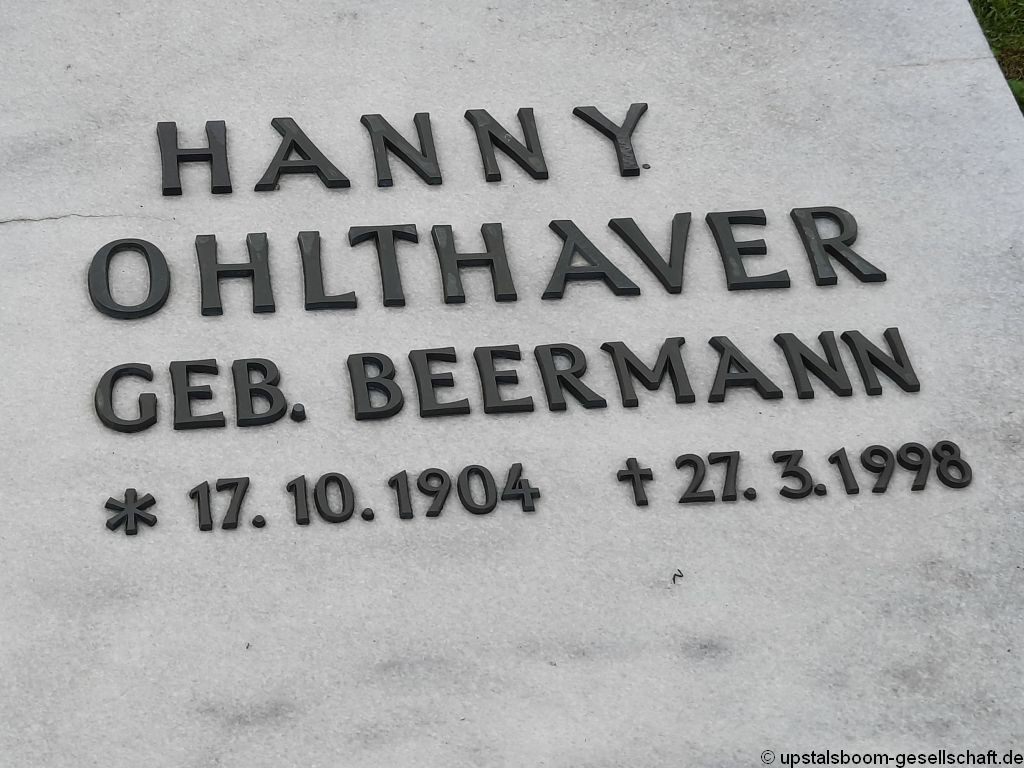 HANNY
OHLTHAVER
GEB. BEERMANN
* 17. 10. 1904 † 27. 3. 1998
© upstalsboom-gesellschaft.de